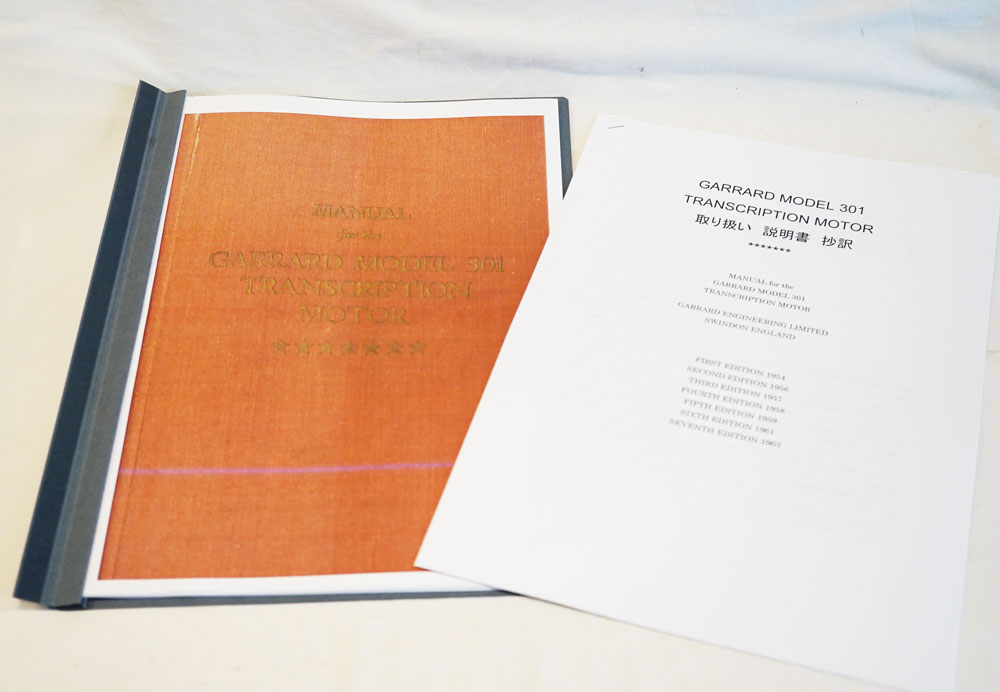 MANUAL
for the
GARRARD MODEL 301
TRANSCRIPTION
MOTOR
★★★★★★★
GARRARD MODEL 301
TRANSCRIPTION MOTOR
取り扱い 説明書 抄訳
*******
MANUAL for the
GARRARD MODEL 301
TRANSCRIPTION MOTOR
GARRARD ENGINEERING LIMITED
SWINDON ENGLAND
FIRST EDITION 1954
SECOND EDITION 1956
THIRD EDITION 1957
FOURTH EDITION 1958
FIFTH EDITION 1959
SIXTH EDITION 1961
SEVENTH EDITION 1963